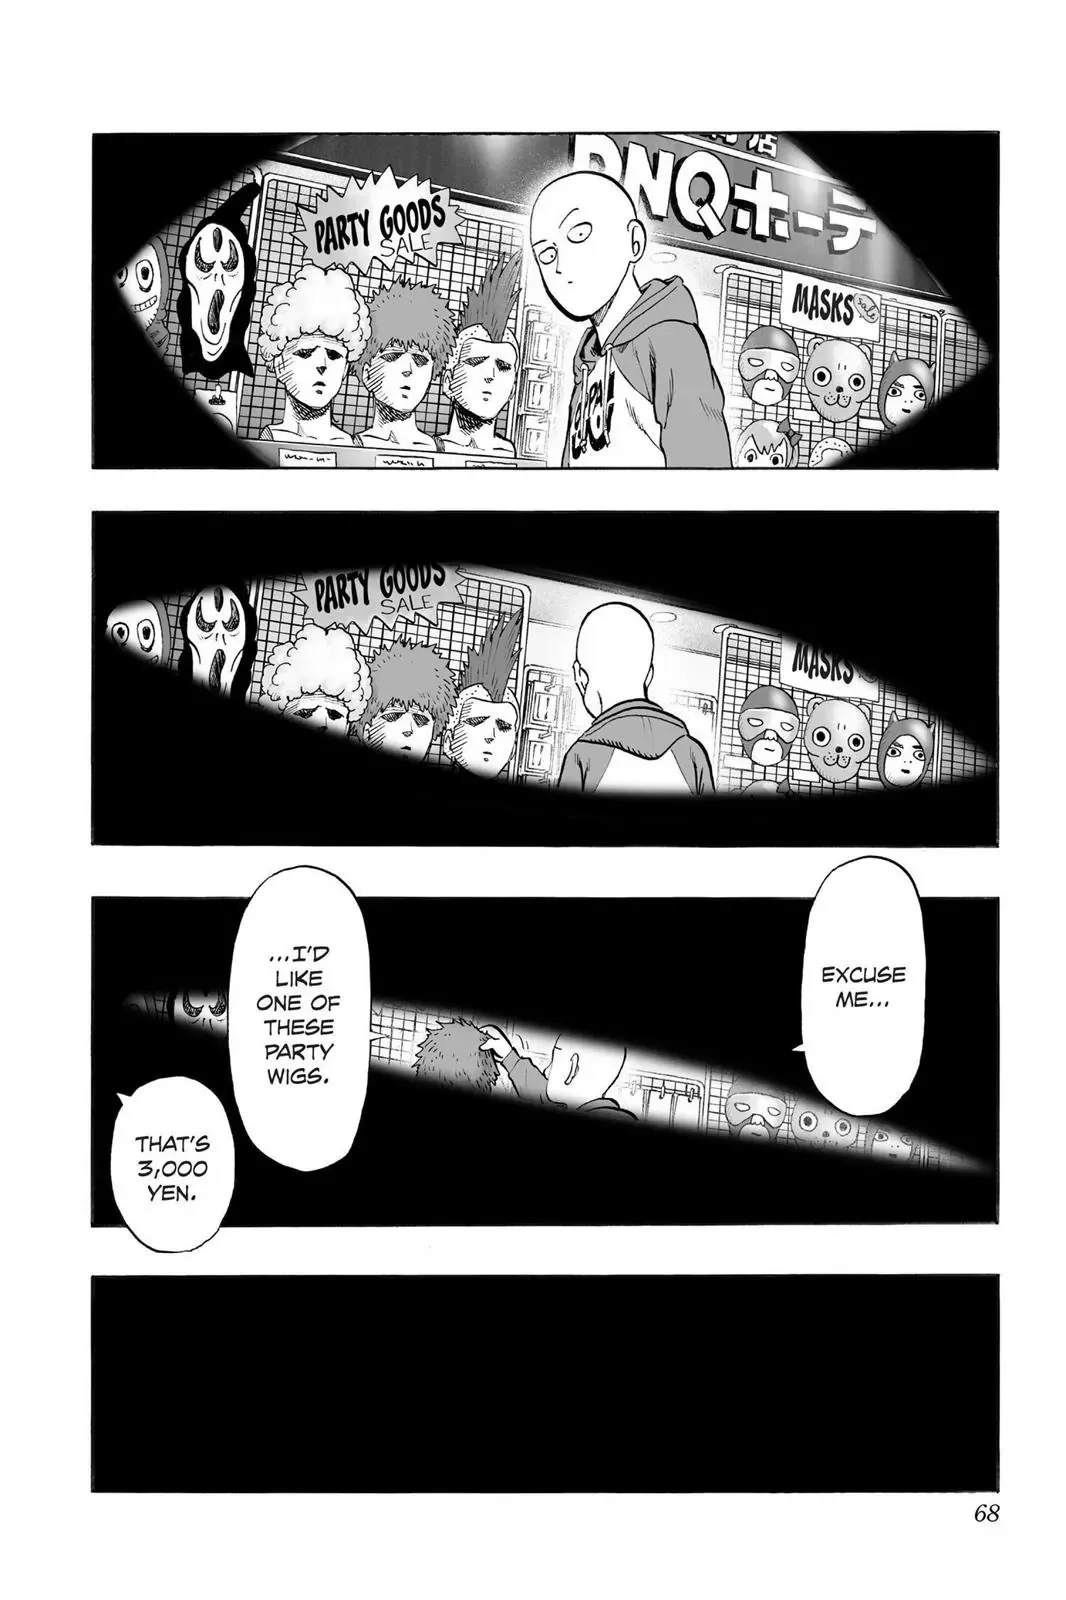 PARTY GOODS
SALE
DNQホーテ
MASKS
Sale
PARTY GOODS
SALE
MASKS
EXCUSE
ME...
...I'D
LIKE
ONE OF
THESE
PARTY
WIGS.
THAT'S
3,000
YEN.
68